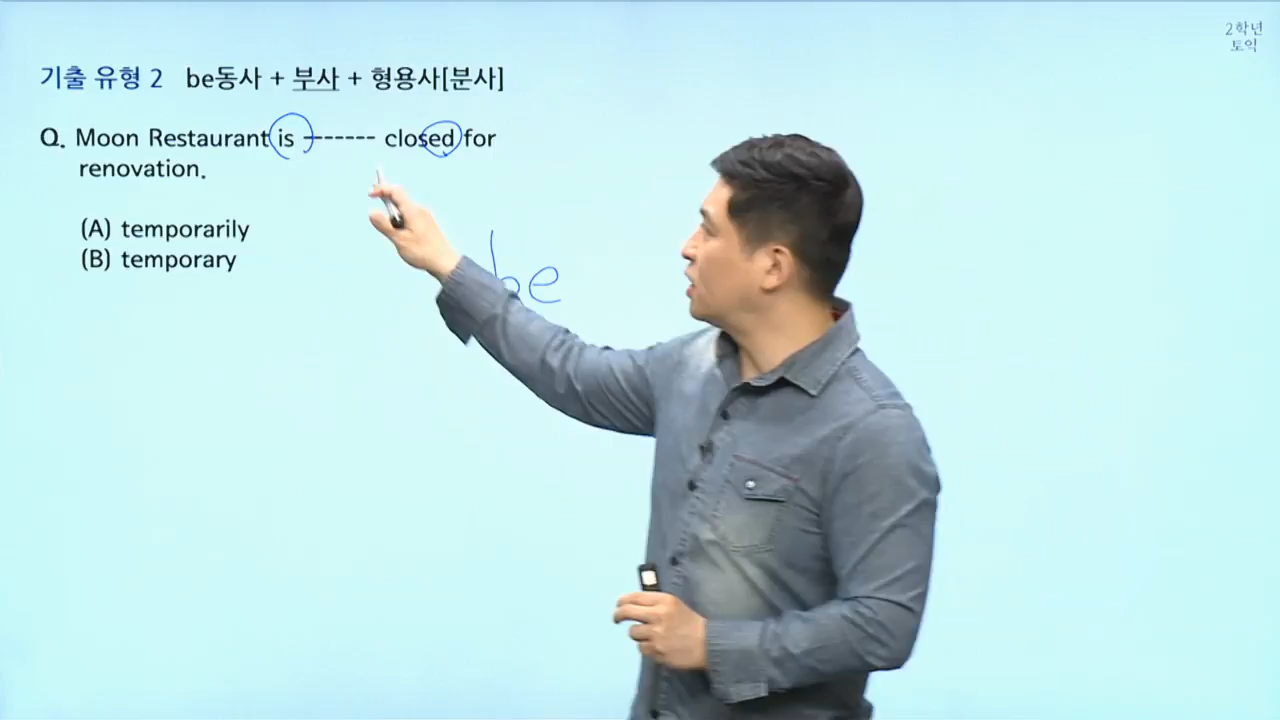 2학년
토익
기출 유형 2 be동사 + 부사 + 형용사[분사]
Q. Moon Restaurant is ------- closed for
renovation.
(A) temporarily
(B) temporary
be